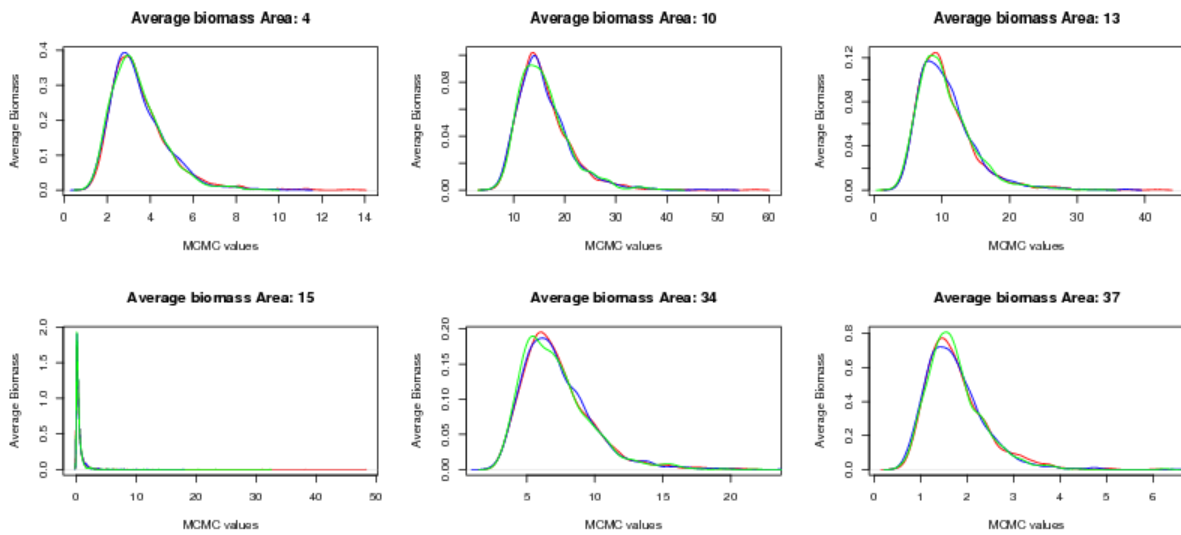 Average biomass Area: 4
Average Biomass
0.0 0.1 0.2 0.3 0.4
0 2 4 6 8 10 12 14
MCMC values
Average biomass Area: 10
Average Biomass
0.00 0.04 0.08
10 20 30 40 50 60
MCMC values
Average biomass Area: 13
Average Biomass
0.00 0.04 0.08 0.12
0 10 20 30 40
MCMC values
Average biomass Area: 15
Average Biomass
0.0 0.5 1.0 1.5 2.0
0 10 20 30 40 50
MCMC values
Average biomass Area: 34
Average Biomass
0.00 0.05 0.10 0.15 0.20
5 10 15 20
MCMC values
Average biomass Area: 37
Average Biomass
0.0 0.2 0.4 0.6 0.8
0 1 2 3 4 5 6
MCMC values